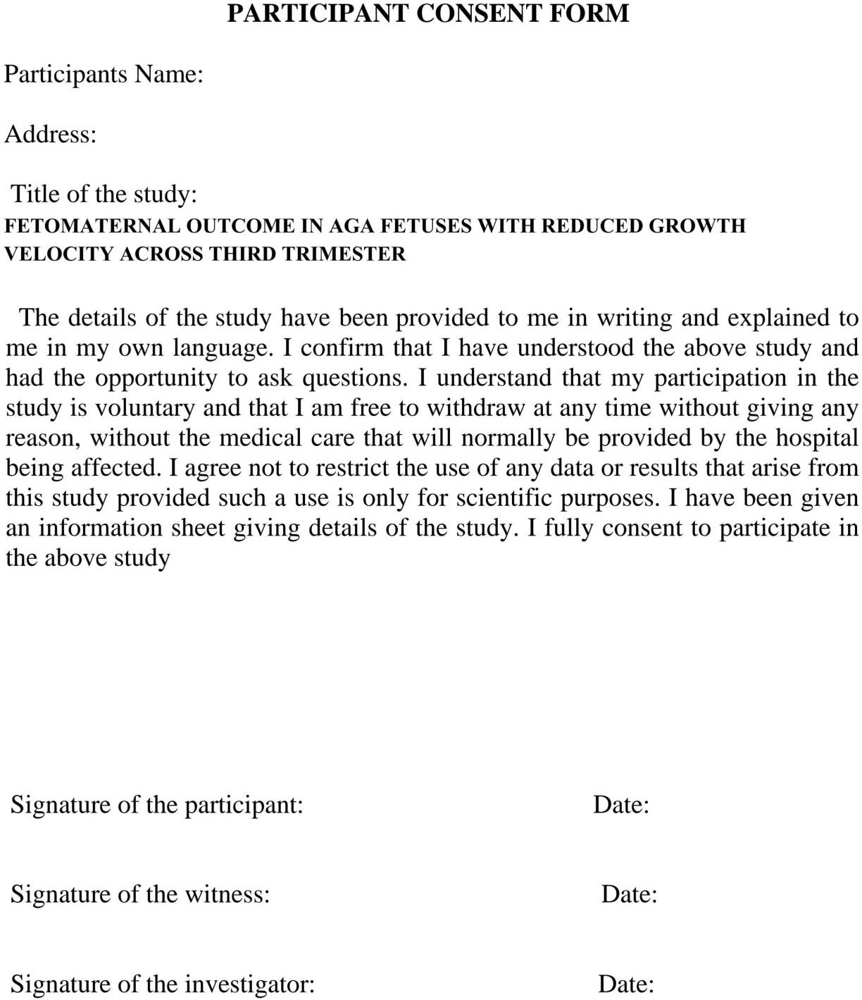 PARTICIPANT CONSENT FORM
Participants Name:
Address:
Title of the study:
FETOMATERNAL OUTCOME IN AGA FETUSES WITH REDUCED GROWTH
VELOCITY ACROSS THIRD TRIMESTER
The details of the study have been provided to me in writing and explained to
me in my own language. I confirm that I have understood the above study and
had the opportunity to ask questions. I understand that my participation in the
study is voluntary and that I am free to withdraw at any time without giving any
reason, without the medical care that will normally be provided by the hospital
being affected. I agree not to restrict the use of any data or results that arise from
this study provided such a use is only for scientific purposes. I have been given
an information sheet giving details of the study. I fully consent to participate in
the above study
Signature of the participant: Date:
Signature of the witness: Date:
Signature of the investigator: Date: